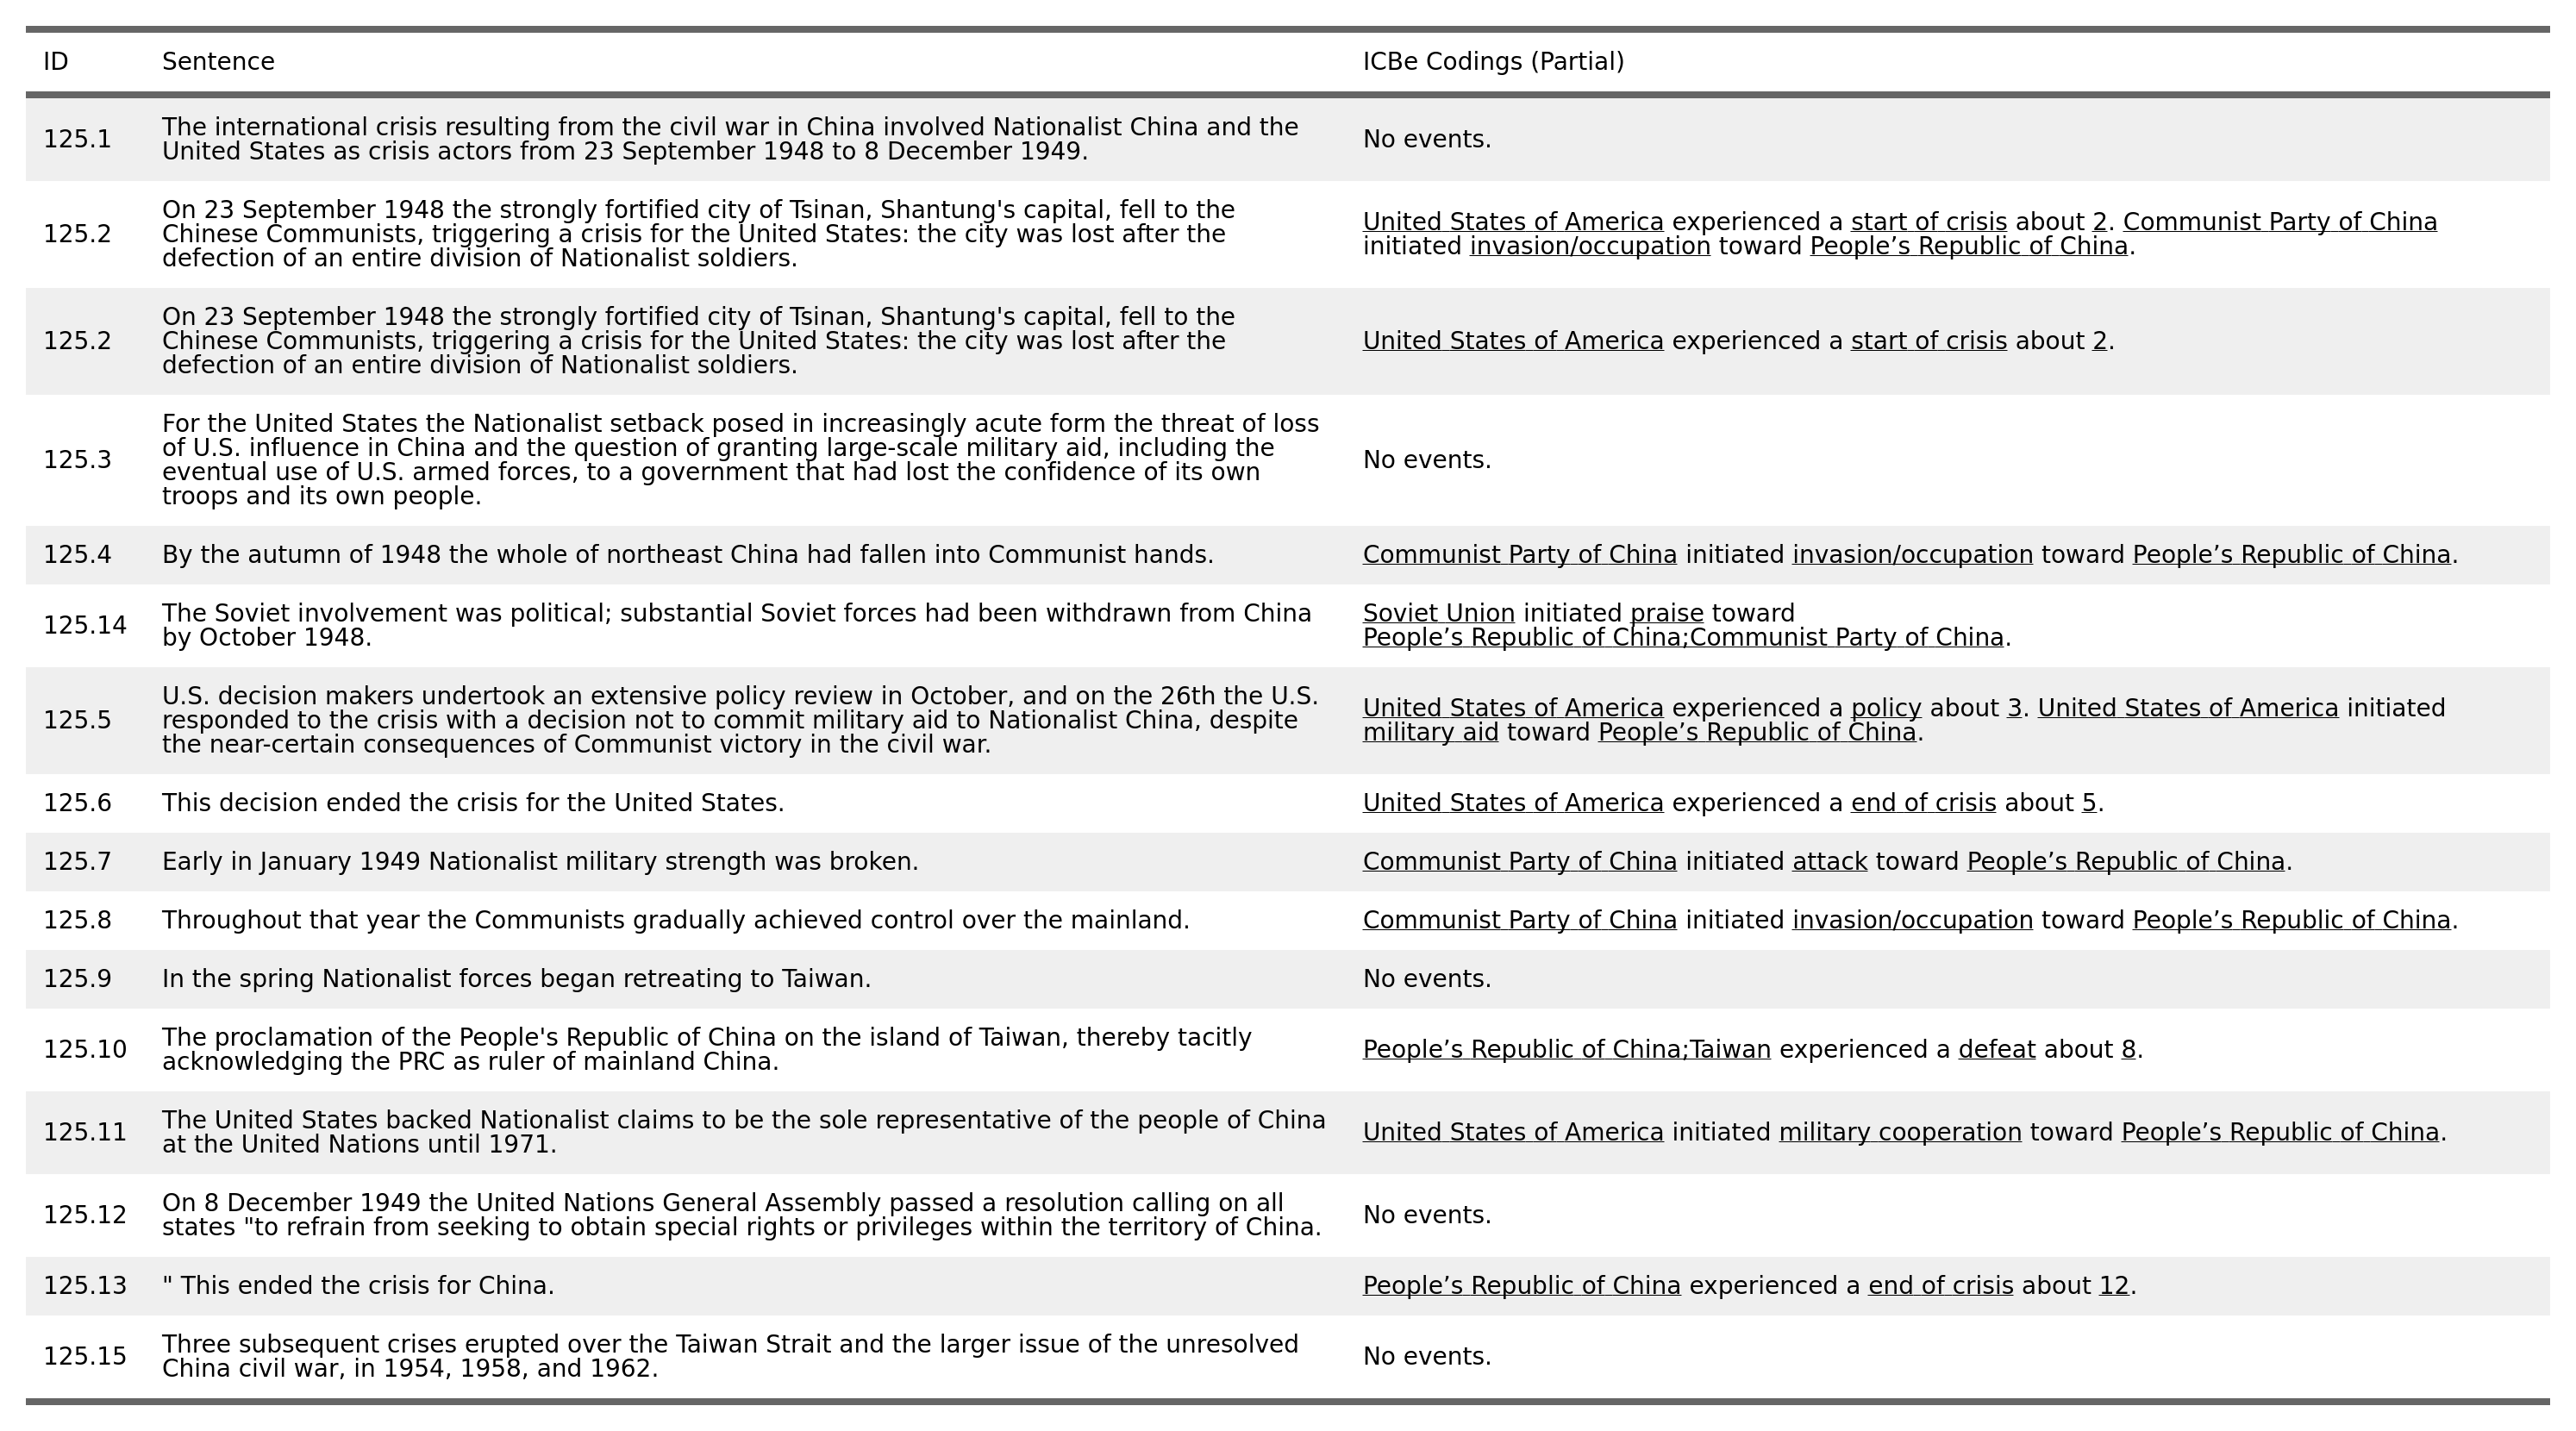 ID Sentence ICBe Codings (Partial)
125.1 The international crisis resulting from the civil war in China involved Nationalist China and the
United States as crisis actors from 23 September 1948 to 8 December 1949.
No events.
125.2 On 23 September 1948 the strongly fortified city of Tsinan, Shantung's capital, fell to the
Chinese Communists, triggering a crisis for the United States: the city was lost after the
defection of an entire division of Nationalist soldiers.
United States of America experienced a start of crisis about 2. Communist Party of China
initiated invasion/occupation toward People’s Republic of China.
125.2 On 23 September 1948 the strongly fortified city of Tsinan, Shantung's capital, fell to the
Chinese Communists, triggering a crisis for the United States: the city was lost after the
defection of an entire division of Nationalist soldiers.
United States of America experienced a start of crisis about 2.
125.3 For the United States the Nationalist setback posed in increasingly acute form the threat of loss
of U.S. influence in China and the question of granting large-scale military aid, including the
eventual use of U.S. armed forces, to a government that had lost the confidence of its own
troops and its own people.
No events.
125.4 By the autumn of 1948 the whole of northeast China had fallen into Communist hands.
Communist Party of China initiated invasion/occupation toward People’s Republic of China.
125.14 The Soviet involvement was political; substantial Soviet forces had been withdrawn from China
by October 1948.
Soviet Union initiated praise toward
People’s Republic of China;Communist Party of China.
125.5 U.S. decision makers undertook an extensive policy review in October, and on the 26th the U.S.
responded to the crisis with a decision not to commit military aid to Nationalist China, despite
the near-certain consequences of Communist victory in the civil war.
United States of America experienced a policy about 3. United States of America initiated
military aid toward People’s Republic of China.
125.6 This decision ended the crisis for the United States.
United States of America experienced a end of crisis about 5.
125.7 Early in January 1949 Nationalist military strength was broken.
Communist Party of China initiated attack toward People’s Republic of China.
125.8 Throughout that year the Communists gradually achieved control over the mainland.
Communist Party of China initiated invasion/occupation toward People’s Republic of China.
125.9 In the spring Nationalist forces began retreating to Taiwan.
No events.
125.10 The proclamation of the People's Republic of China on the island of Taiwan, thereby tacitly
acknowledging the PRC as ruler of mainland China.
People’s Republic of China;Taiwan experienced a defeat about 8.
125.11 The United States backed Nationalist claims to be the sole representative of the people of China
at the United Nations until 1971.
United States of America initiated military cooperation toward People’s Republic of China.
125.12 On 8 December 1949 the United Nations General Assembly passed a resolution calling on all
states "to refrain from seeking to obtain special rights or privileges within the territory of China.
No events.
125.13 " This ended the crisis for China.
People’s Republic of China experienced a end of crisis about 12.
125.15 Three subsequent crises erupted over the Taiwan Strait and the larger issue of the unresolved
China civil war, in 1954, 1958, and 1962.
No events.